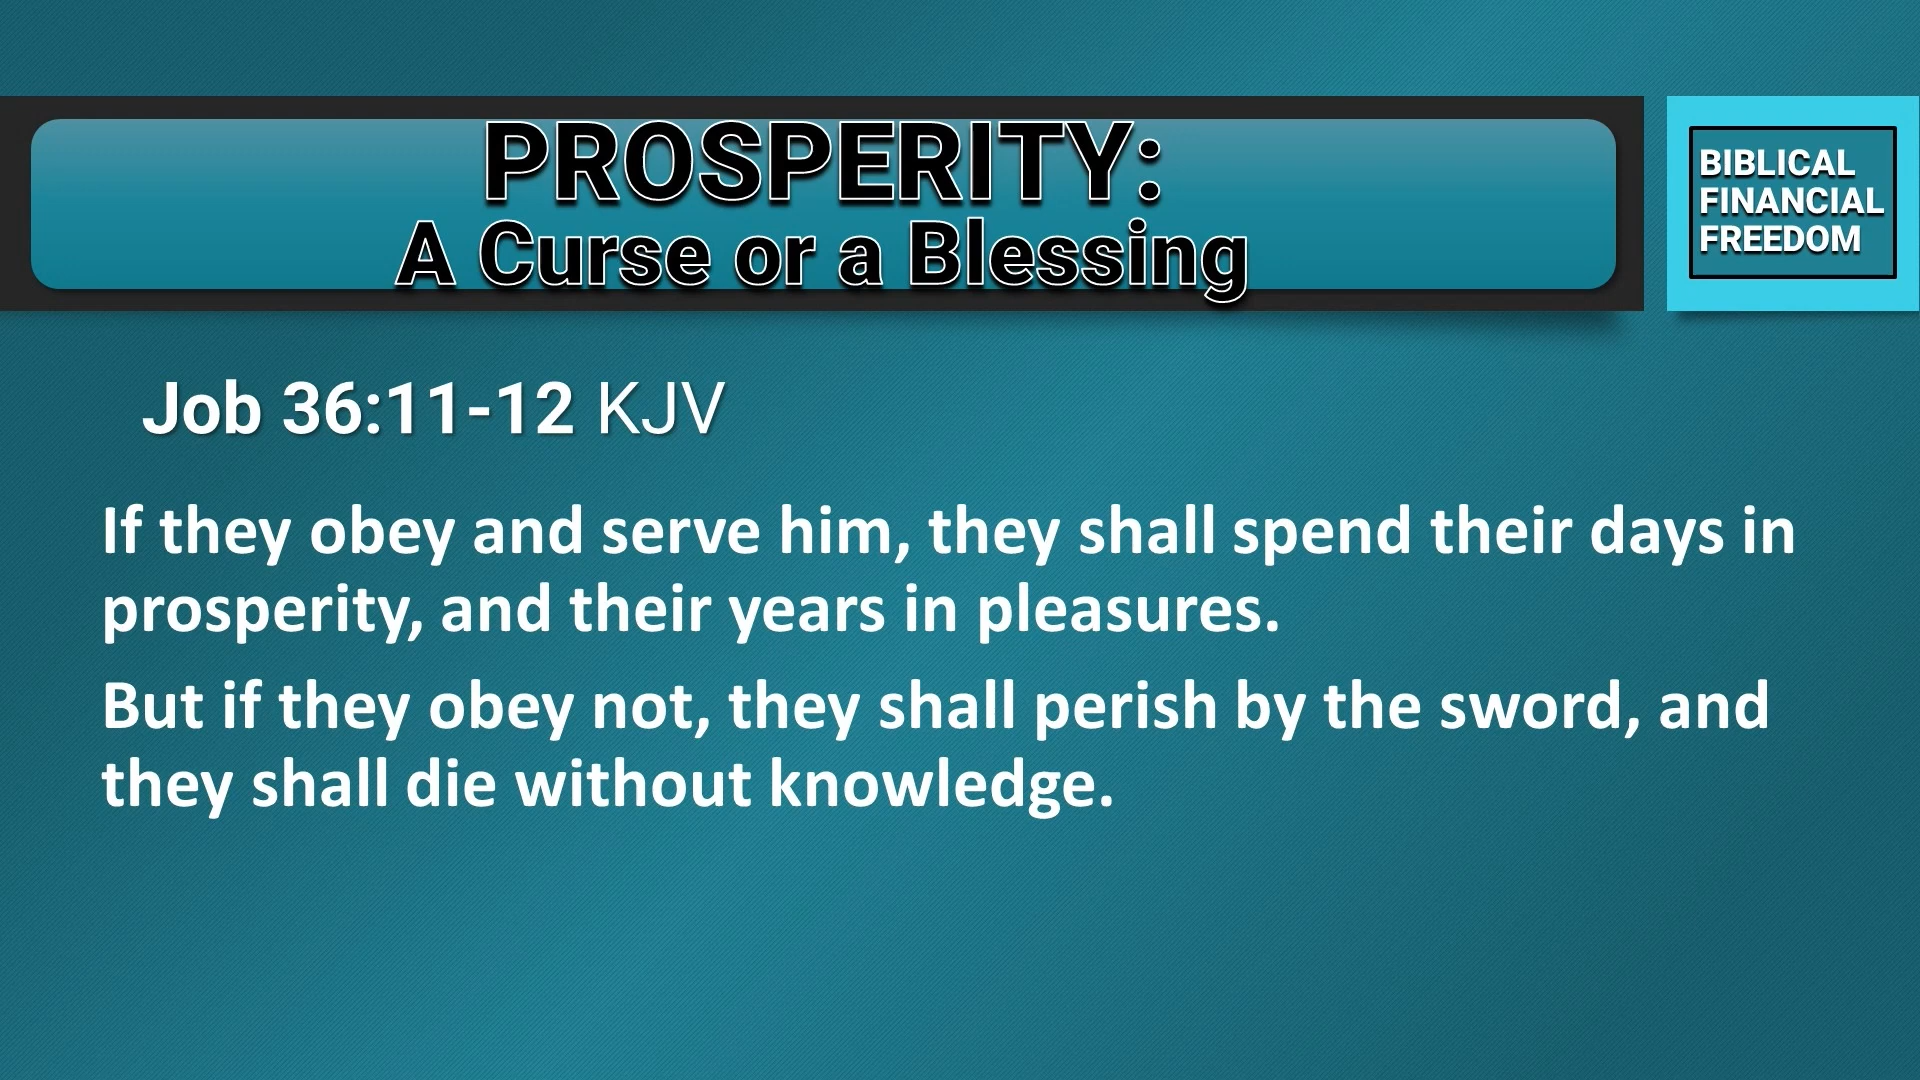 PROSPERITY:
A Curse or a Blessing
BIBLICAL
FINANCIAL
FREEDOM
Job 36:11-12 KJV
If they obey and serve him, they shall spend their days in
prosperity, and their years in pleasures.
But if they obey not, they shall perish by the sword, and
they shall die without knowledge.